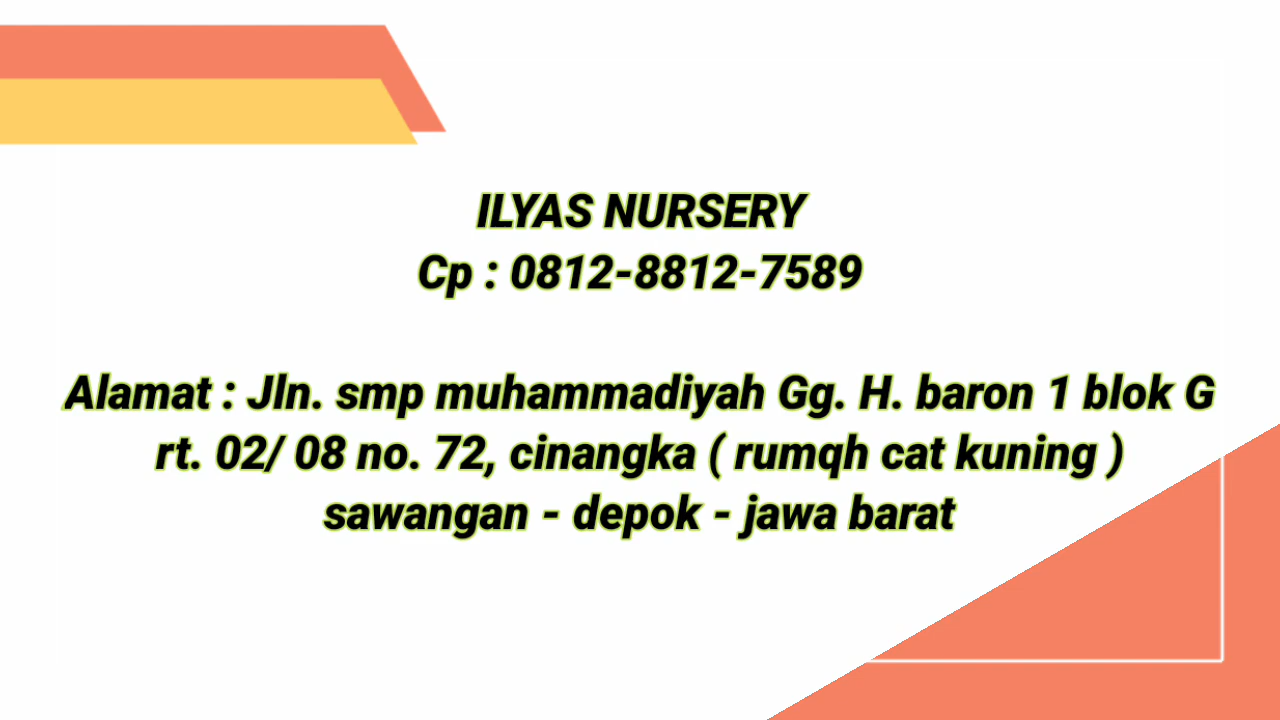 ILYAS NURSERY
Cp : 0812-8812-7589
Alamat : Jln. smp muhammadiyah Gg. H. baron 1 blok G
rt. 02/ 08 no. 72, cinangka ( rumqh cat kuning )
sawangan - depok - jawa barat